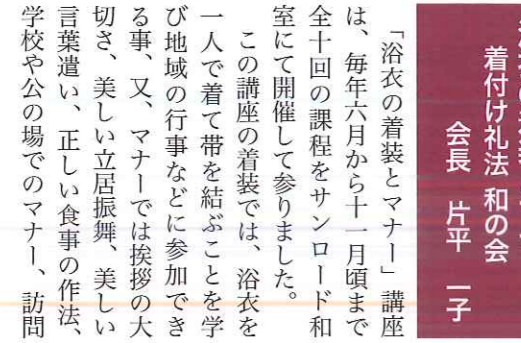 着付け礼法 和の会
会長 片平 一子
「浴衣の着装とマナー」講座
は、毎年六月から十一月頃まで
全十回の課程をサンロード和
室にて開催して参りました。
この講座の着装では、浴衣を
一人で着て帯を結ぶことを学
び地域の行事などに参加でき
る事、又、マナーでは挨拶の大
切さ、美しい立居振舞、美しい
言葉遣い、正しい食事の作法、
学校や公の場でのマナー、訪問